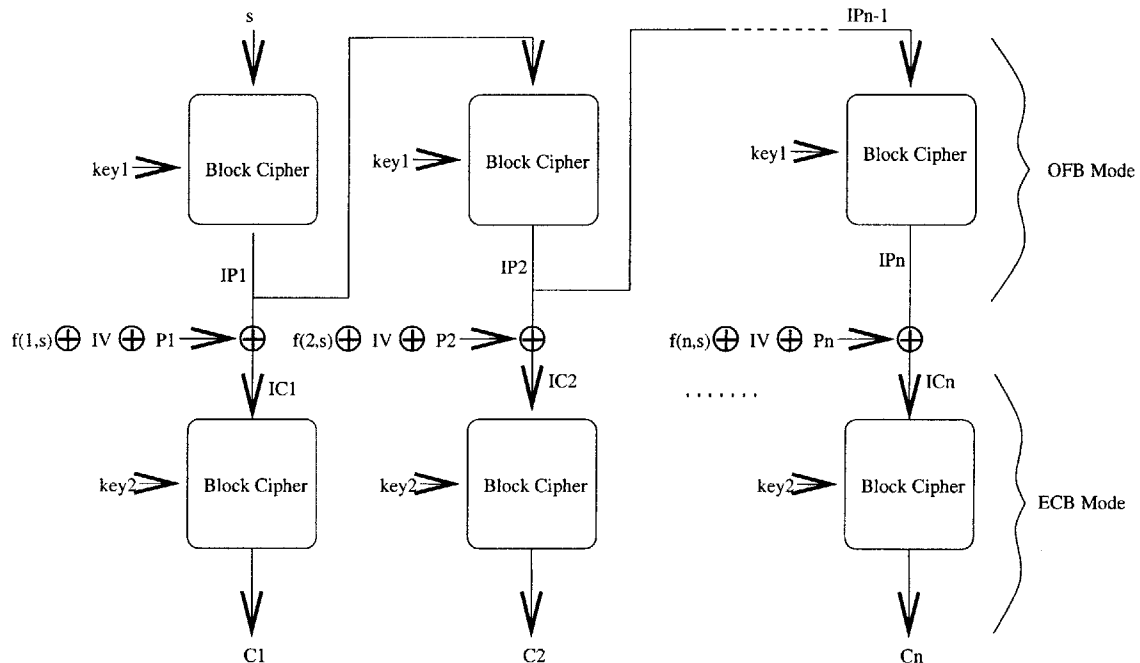 s
IPn-1
key1
Block Cipher
key1
Block Cipher
key1
Block Cipher
OFB Mode
IP1
IP2
IPn
f(1,s) ⊕ IV ⊕ P1
f(2,s) ⊕ IV ⊕ P2
f(n,s) ⊕ IV ⊕ Pn
IC1
IC2
ICn
.......
key2
Block Cipher
key2
Block Cipher
key2
Block Cipher
ECB Mode
C1
C2
Cn